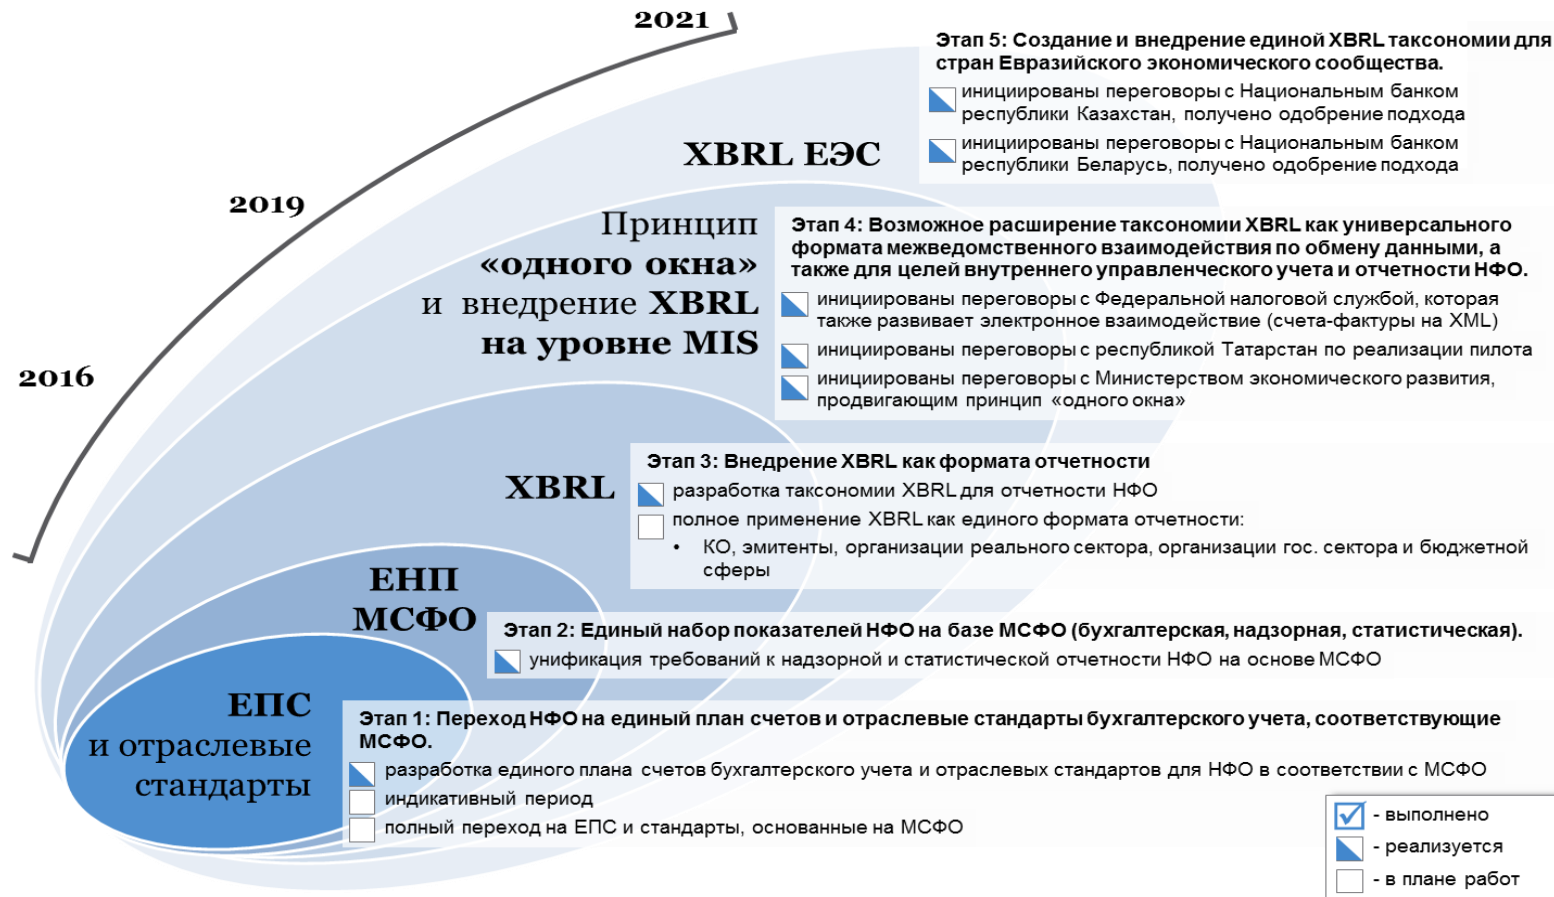 2021
2019
2016
XBRL ЕЭС
Этап 5: Создание и внедрение единой XBRL таксономии для
стран Евразийского экономического сообщества.
инициированы переговоры с Национальным банком
республики Казахстан, получено одобрение подхода
инициированы переговоры с Национальным банком
республики Беларусь, получено одобрение подхода
Принцип
«одного окна»
и внедрение XBRL
на уровне MIS
Этап 4: Возможное расширение таксономии XBRL как универсального
формата межведомственного взаимодействия по обмену данными, а
также для целей внутреннего управленческого учета и отчетности НФО.
инициированы переговоры с Федеральной налоговой службой, которая
также развивает электронное взаимодействие (счета-фактуры на XML)
инициированы переговоры с республикой Татарстан по реализации пилота
инициированы переговоры с Министерством экономического развития,
продвигающим принцип «одного окна»
XBRL
Этап 3: Внедрение XBRL как формата отчетности
разработка таксономии XBRL для отчетности НФО
полное применение XBRL как единого формата отчетности:
• КО, эмитенты, организации реального сектора, организации гос. сектора и бюджетной
сферы
ЕНП
МСФО
Этап 2: Единый набор показателей НФО на базе МСФО (бухгалтерская, надзорная, статистическая).
унификация требований к надзорной и статистической отчетности НФО на основе МСФО
ЕПС
и отраслевые
стандарты
Этап 1: Переход НФО на единый план счетов и отраслевые стандарты бухгалтерского учета, соответствующие
МСФО.
разработка единого плана счетов бухгалтерского учета и отраслевых стандартов для НФО в соответствии с МСФО
индикативный период
полный переход на ЕПС и стандарты, основанные на МСФО
- выполнено
- реализуется
- в плане работ